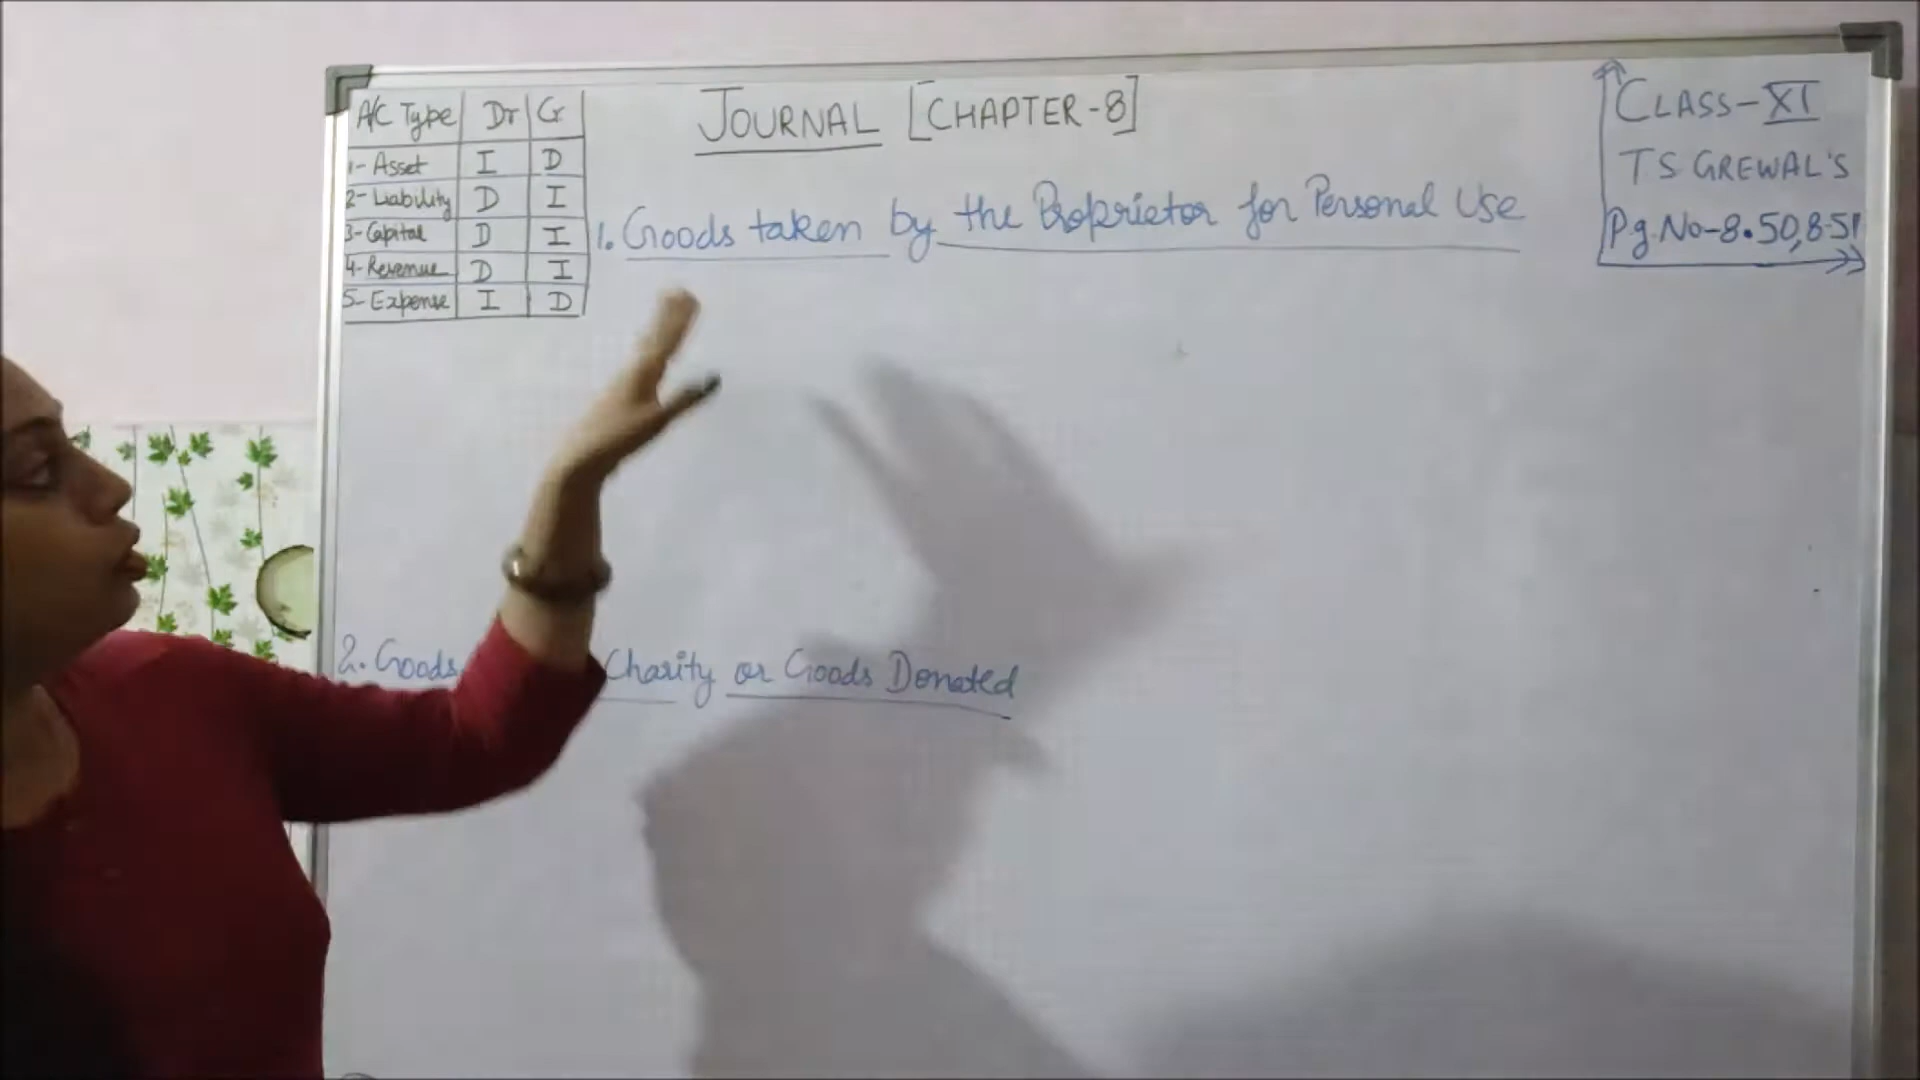 JOURNAL [CHAPTER-8]
CLASS-XI
T S GREWAL'S
Pg.No-8.50,8.51
A/C Type Dr Cr
1- Asset I D
2- Liability D I
3- Capital D I
4- Revenue D I
5- Expense I D
1. Goods taken by the Proprietor for Personal Use
2. Goods Charity or Goods Donated